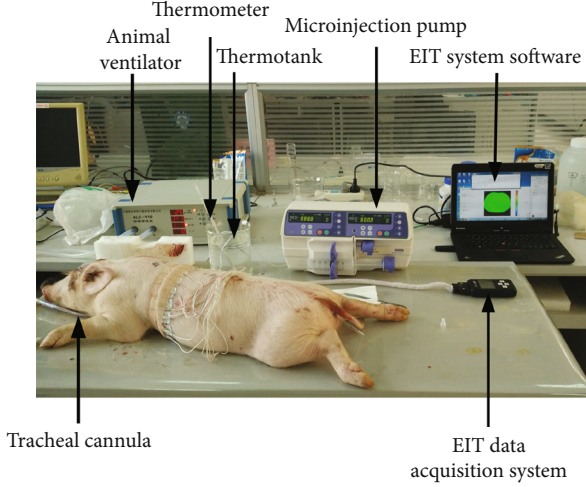 Thermometer
Microinjection pump
Animal
ventilator
Thermotank
EIT system software
Tracheal cannula
EIT data
acquisition system